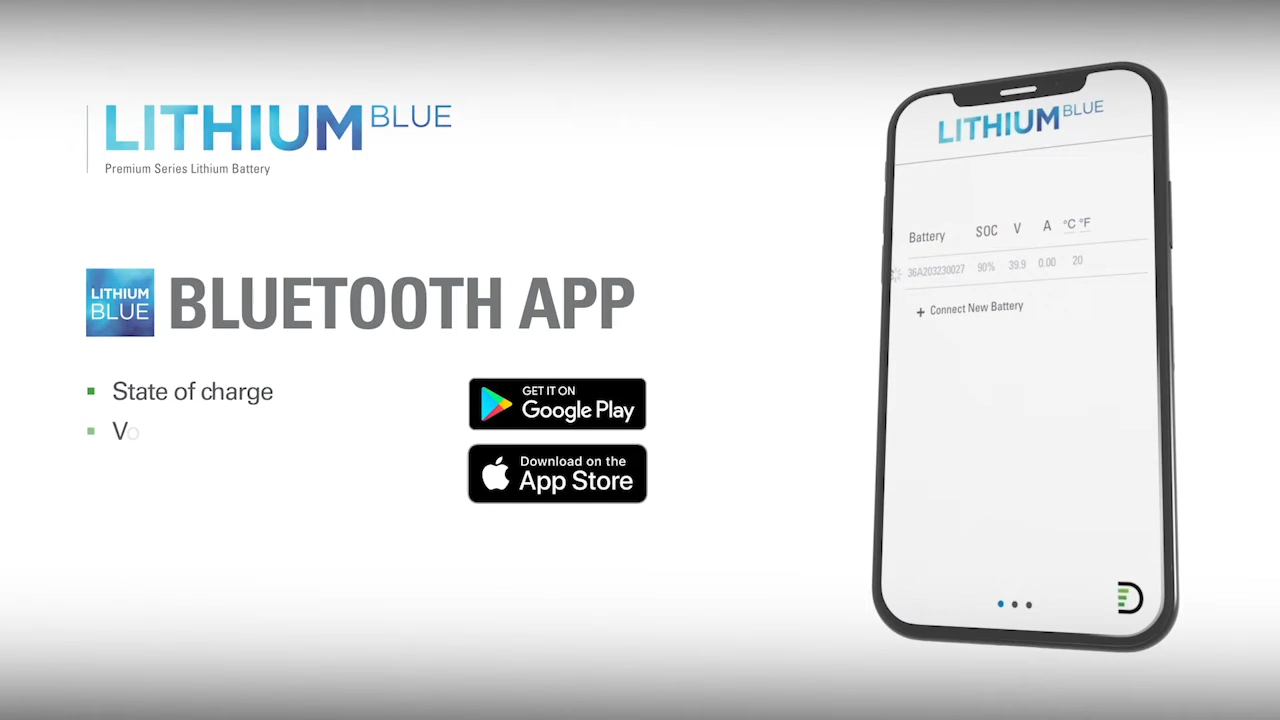 LITHIUM BLUE
Premium Series Lithium Battery
LITHIUM
BLUE
BLUETOOTH APP
State of charge
Vo
GET IT ON
Google Play
Download on the
App Store
LITHIUM BLUE
Battery SOC V A °C °F
36A203230027 90% 39.9 0.00 20
+ Connect New Battery